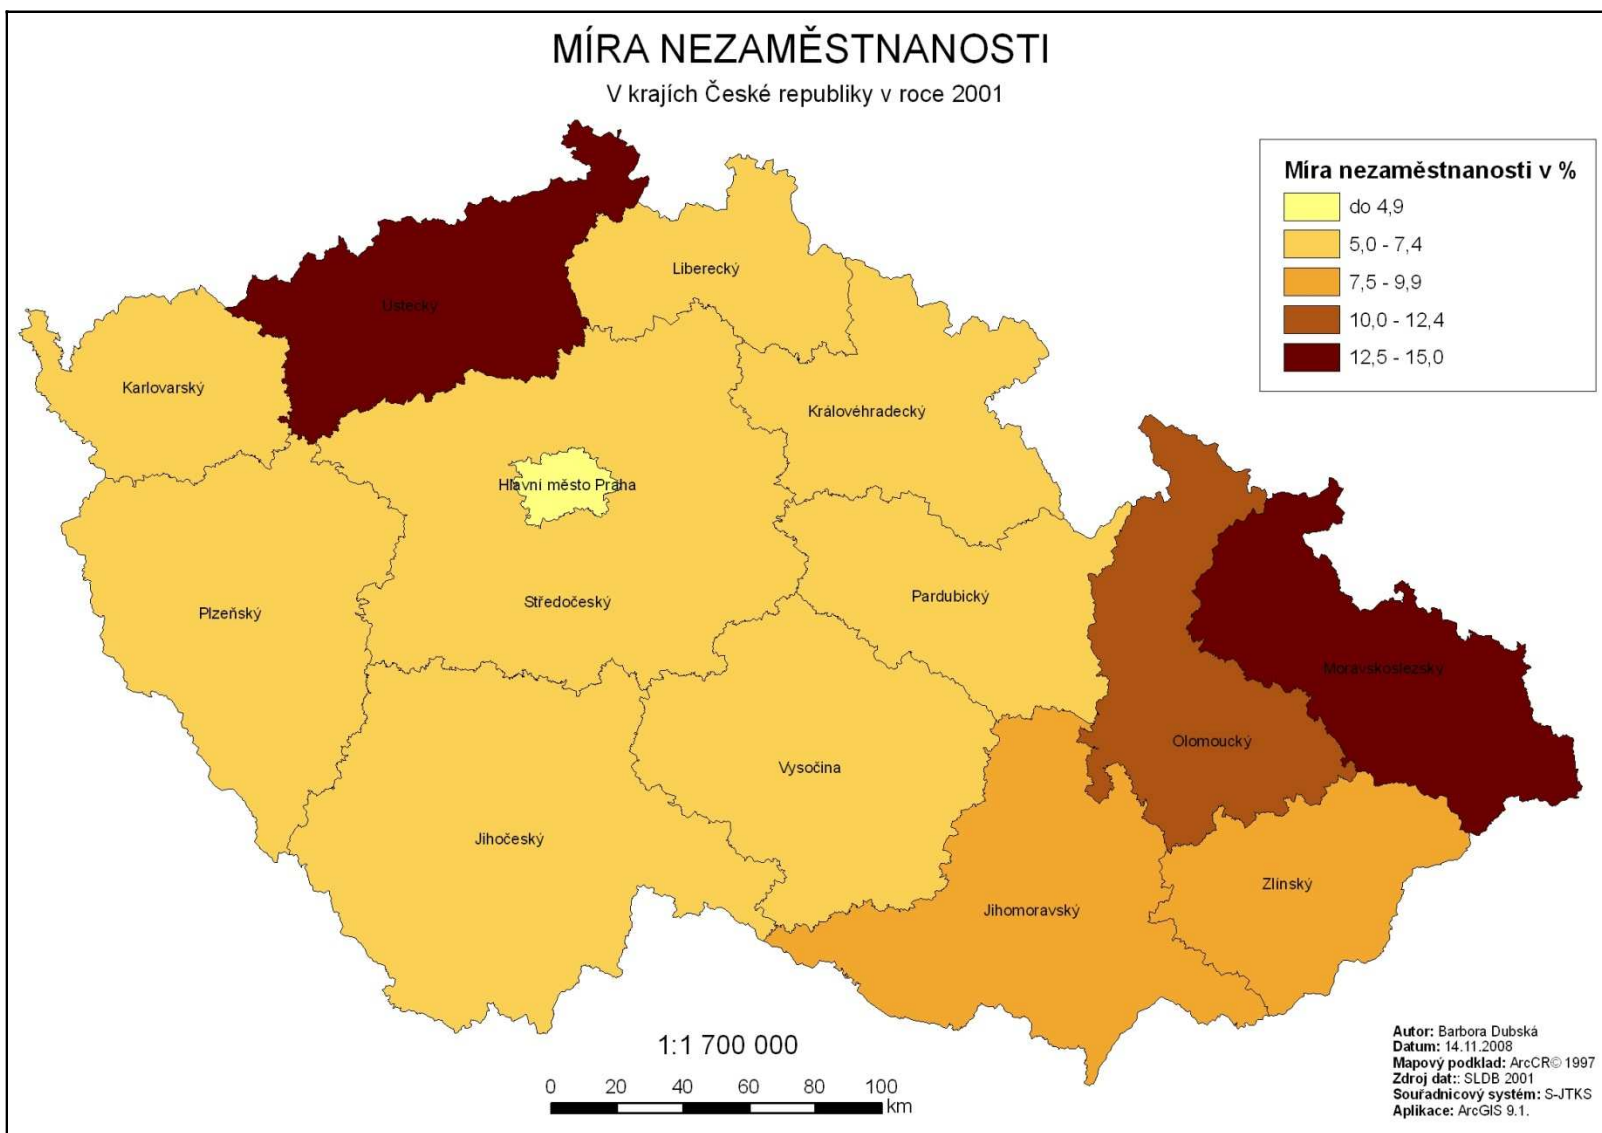 MÍRA NEZAMĚSTNANOSTI
V krajích České republiky v roce 2001
Míra nezaměstnanosti v %
do 4,9
5,0 - 7,4
7,5 - 9,9
10,0 - 12,4
12,5 - 15,0
Liberecký
Ústecký
Karlovarský
Královéhradecký
Hlavní město Praha
Pardubický
Středočeský
Plzeňský
Moravskoslezský
Olomoucký
Vysočina
Jihočeský
Zlínský
Jihomoravský
1:1 700 000
0 20 40 60 80 100
km
Autor: Barbora Dubská
Datum: 14.11.2008
Mapový podklad: ArcCR© 1997
Zdroj dat:: SLDB 2001
Souřadnicový systém: S-JTKS
Aplikace: ArcGIS 9.1.